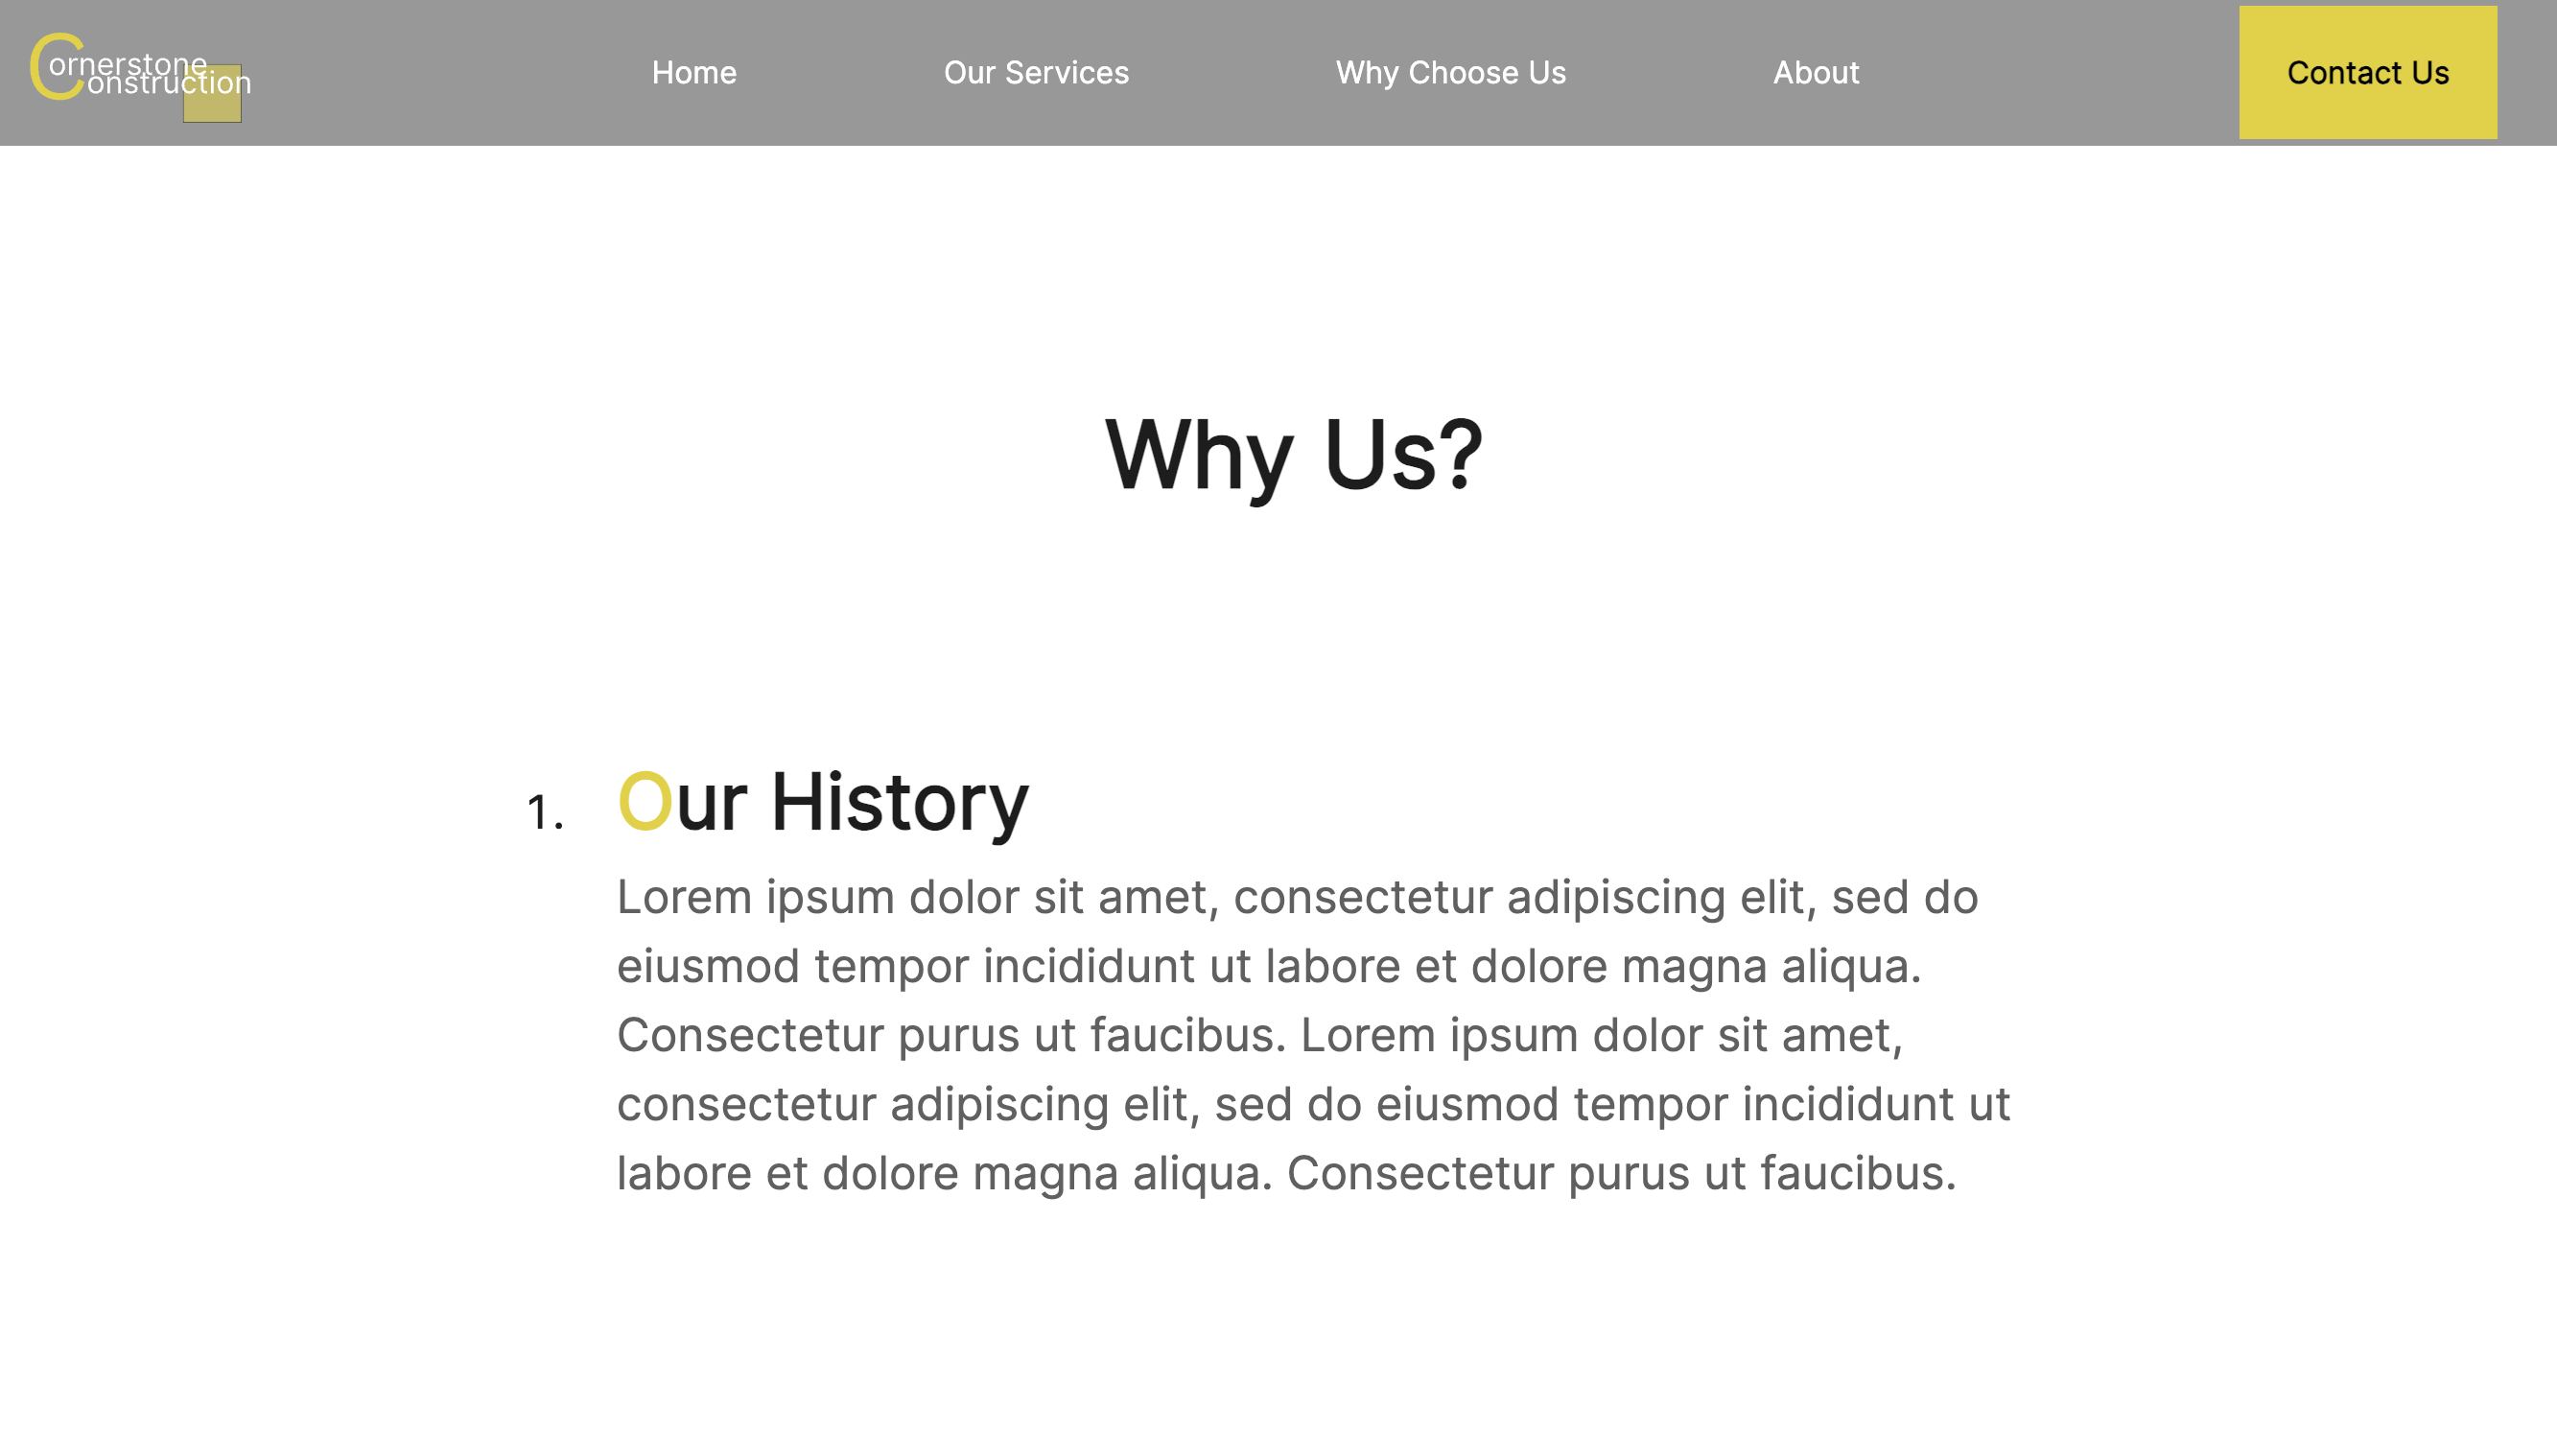 Cornerstone
Construction
Home
Our Services
Why Choose Us
About
Contact Us
Why Us?
1. Our History
Lorem ipsum dolor sit amet, consectetur adipiscing elit, sed do
eiusmod tempor incididunt ut labore et dolore magna aliqua.
Consectetur purus ut faucibus. Lorem ipsum dolor sit amet,
consectetur adipiscing elit, sed do eiusmod tempor incididunt ut
labore et dolore magna aliqua. Consectetur purus ut faucibus.